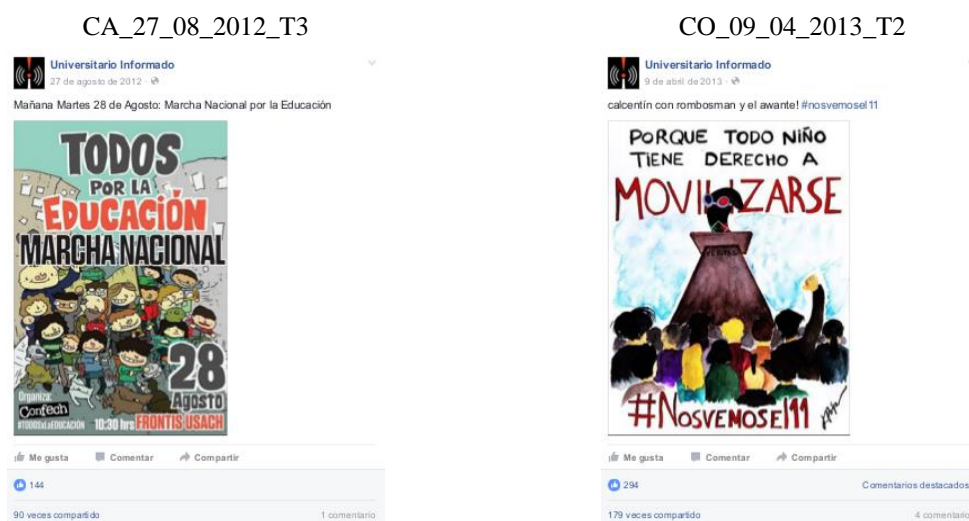 CA_27_08_2012_T3
Universitario Informado
27 de agosto de 2012
Mañana Martes 28 de Agosto: Marcha Nacional por la Educación
TODOS
POR LA
EDUCACIÓN
MARCHA NACIONAL
28
Agosto
Organiza:
Confech
#TODOSxLaEDUCACIÓN 10:30 hrs FRONTIS USACH
Me gusta Comentar Compartir
144
90 veces compartido 1 comentario
CO_09_04_2013_T2
Universitario Informado
9 de abril de 2013
calcentín con rombosman y el awante! #nosvemosel11
PORQUE TODO NIÑO
TIENE DERECHO A
MOVILIZARSE
#NOSVEMOSEl11
Me gusta Comentar Compartir
294 Comentarios destacados
179 veces compartido 4 comentario